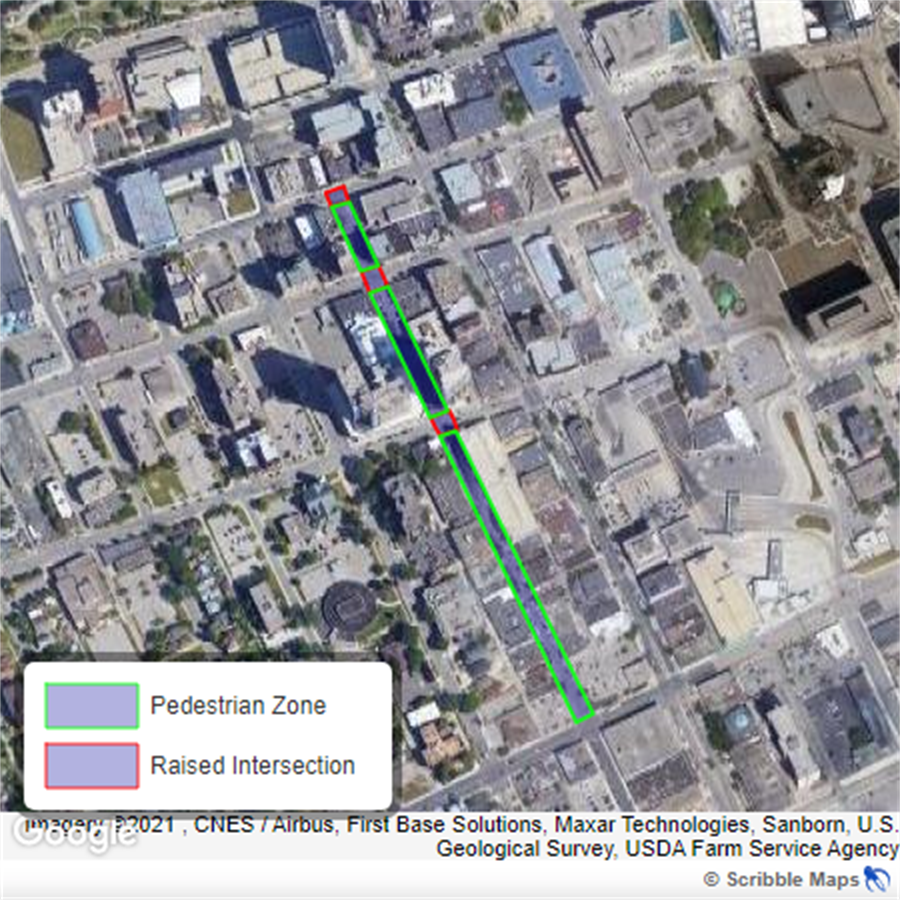 Pedestrian Zone
Raised Intersection
Google
Imagery ©2021 , CNES / Airbus, First Base Solutions, Maxar Technologies, Sanborn, U.S.
Geological Survey, USDA Farm Service Agency
© Scribble Maps